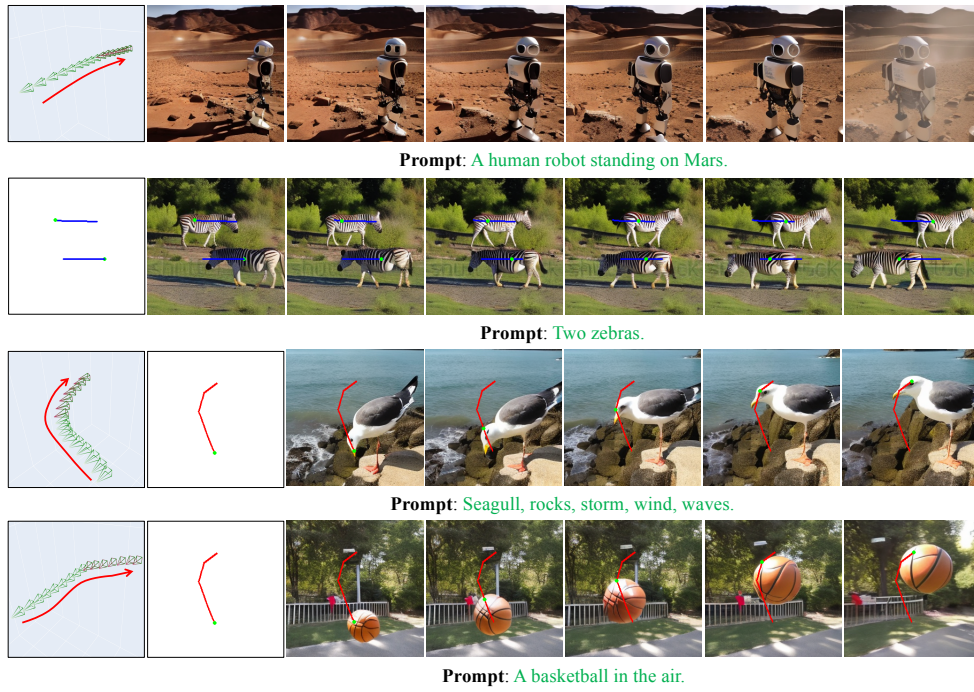 Prompt: A human robot standing on Mars.
Prompt: Two zebras.
Prompt: Seagull, rocks, storm, wind, waves.
Prompt: A basketball in the air.